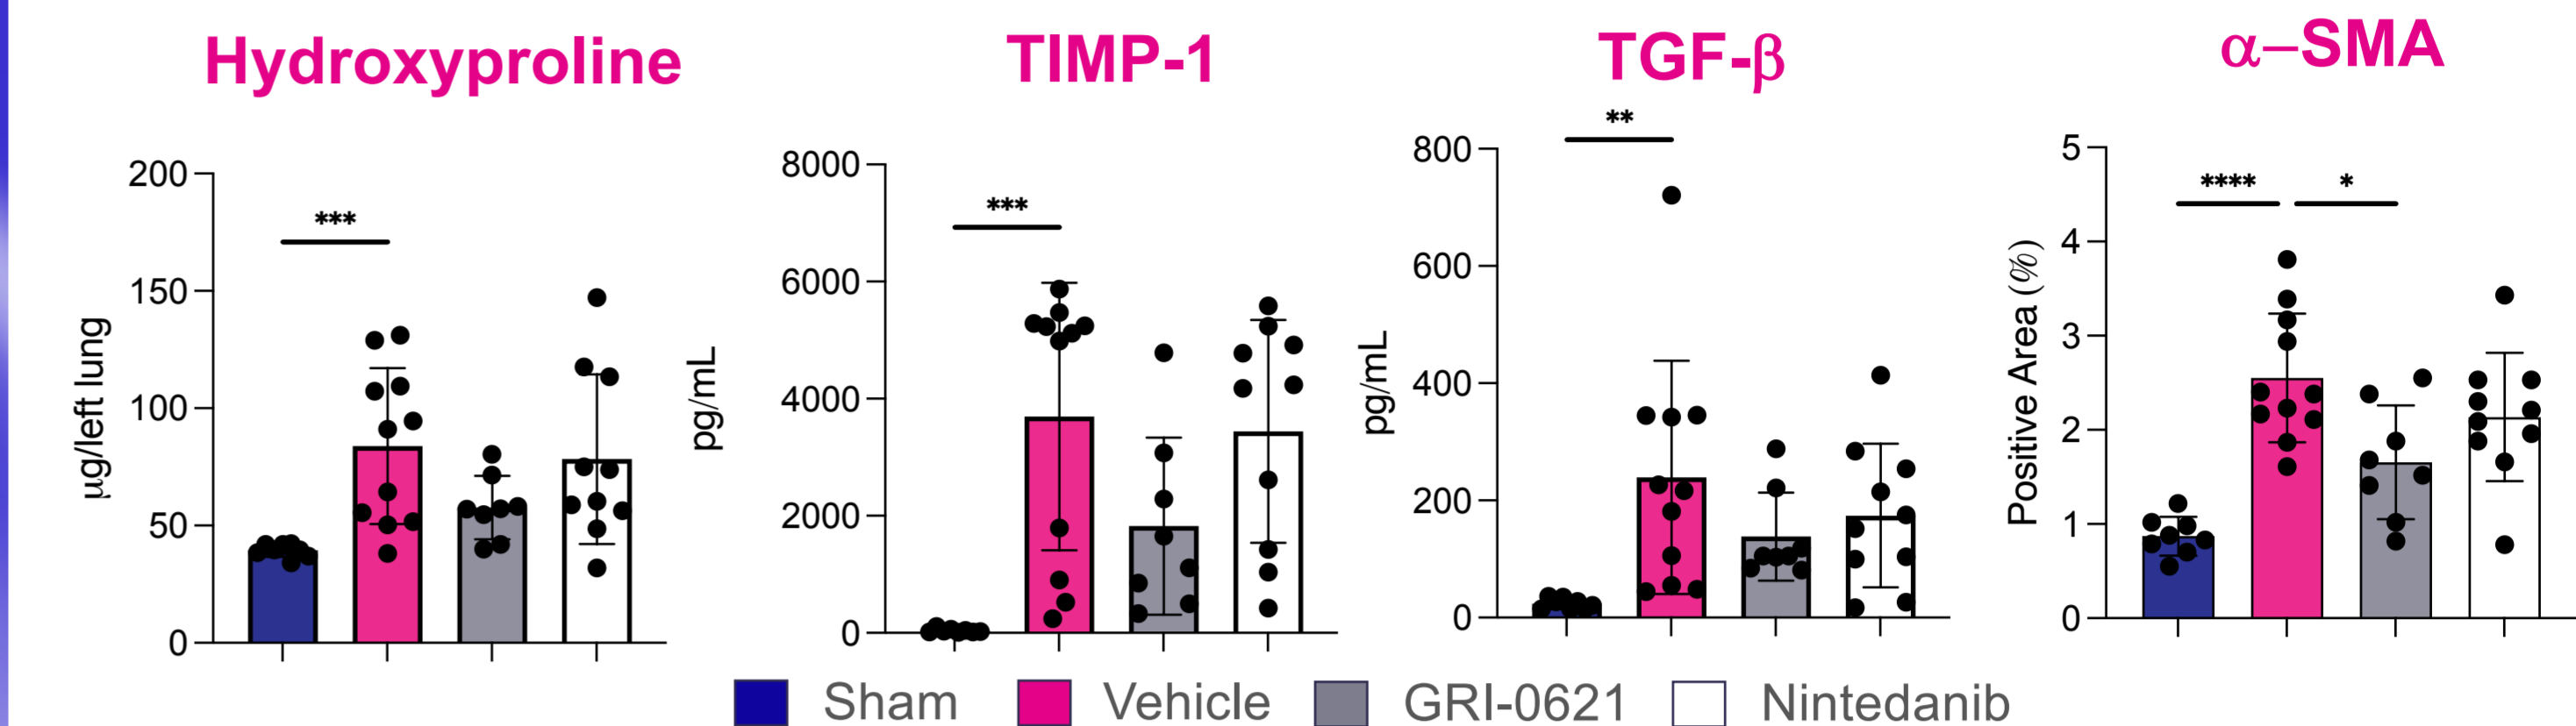 Hydroxyproline
μg/left lung
200
150
100
50
0
***
TIMP-1
pg/mL
8000
6000
4000
2000
0
***
TGF-β
pg/mL
800
600
400
200
0
**
α–SMA
Positive Area (%)
5
4
3
2
1
0
****
*
Sham
Vehicle
GRI-0621
Nintedanib